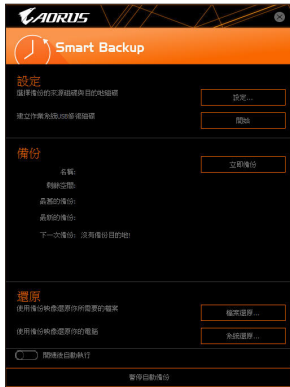 AORUS
Smart Backup
設定
選擇備份的來源磁碟與目的地磁碟
設定...
建立作業系統USB修復磁碟
開始
備份
立即備份
名稱:
剩餘空間:
最舊的備份:
最新的備份:
下一次備份: 沒有備份目的地!
還原
使用備份映像還原你所需要的檔案
檔案還原...
使用備份映像還原你的電腦
系統還原...
開機後自動執行
暫停自動備份